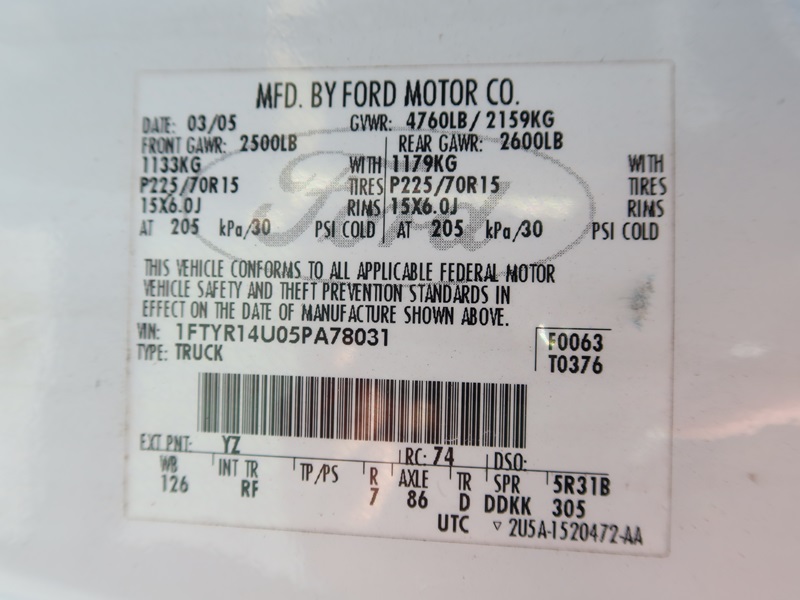 MFD. BY FORD MOTOR CO.
DATE: 03/05 GVWR: 4760LB/ 2159KG
FRONT GAWR: 2500LB REAR GAWR: 2600LB
1133KG WITH 1179KG WITH
P225/70R15 TIRES P225/70R15 TIRES
15X6.0J RIMS 15X6.0J RIMS
AT 205 kPa/30 PSI COLD AT 205 kPa/30 PSI COLD
Ford
THIS VEHICLE CONFORMS TO ALL APPLICABLE FEDERAL MOTOR
VEHICLE SAFETY AND THEFT PREVENTION STANDARDS IN
EFFECT ON THE DATE OF MANUFACTURE SHOWN ABOVE.
VIN: 1FTYR14U05PA78031 F0063
TYPE: TRUCK T0376
EXT PNT: YZ RC: 74 DSO:
WB INT TR TP/PS R AXLE TR SPR 5R31B
126 RF 7 86 D DDKK 305
UTC ▽ 2U5A-1520472-AA